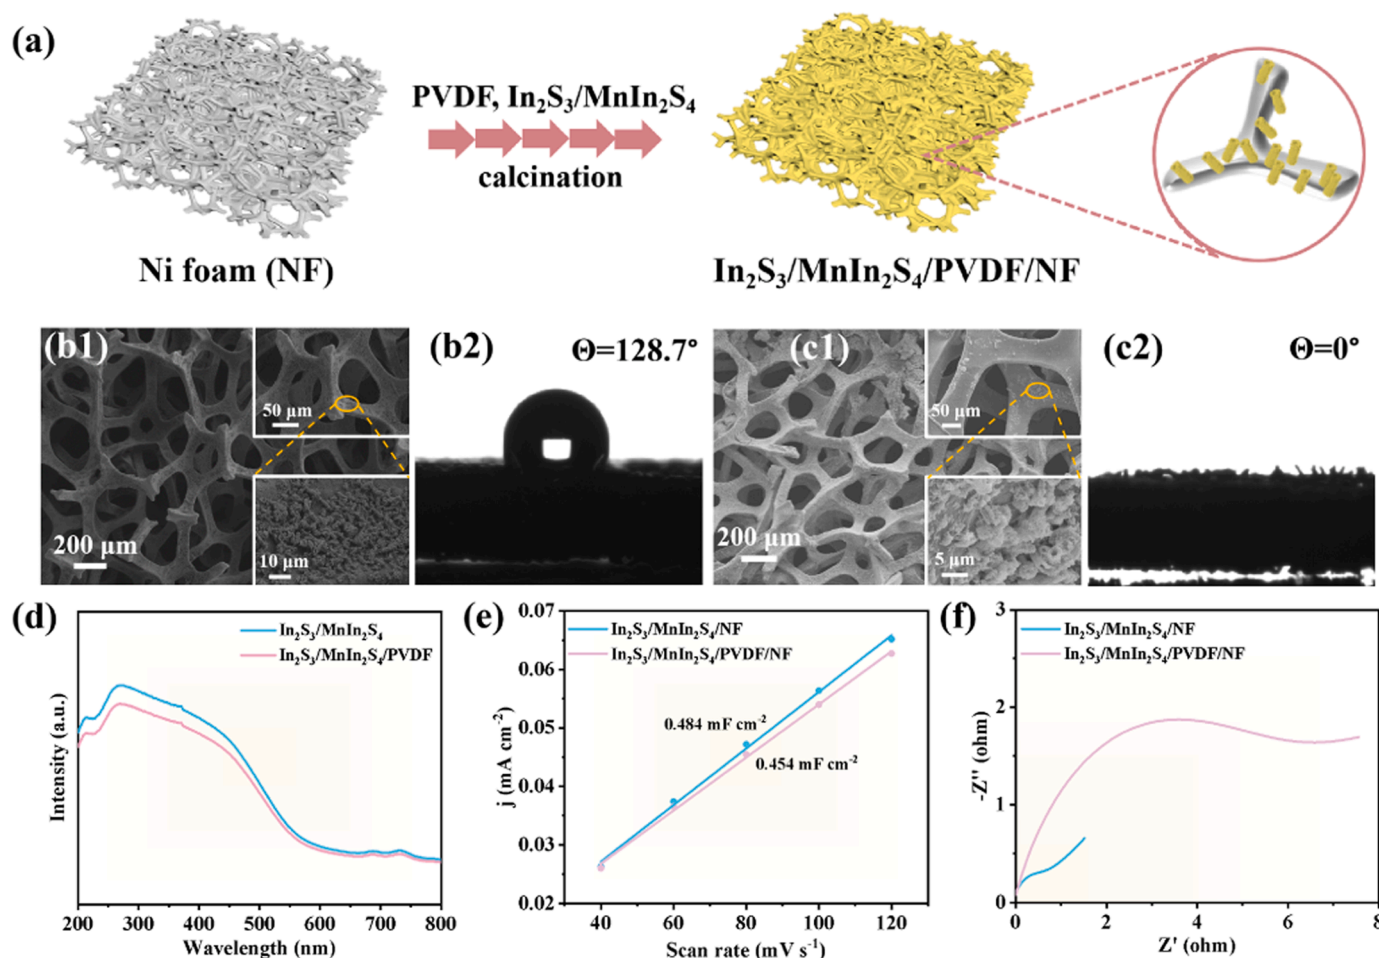 (a)
PVDF, In₂S₃/MnIn₂S₄
calcination
Ni foam (NF)
In₂S₃/MnIn₂S₄/PVDF/NF
(b1)
50 μm
200 μm
10 μm
(b2)
Θ=128.7°
(c1)
50 μm
200 μm
5 μm
(c2)
Θ=0°
(d)
In₂S₃/MnIn₂S₄
In₂S₃/MnIn₂S₄/PVDF
Intensity (a.u.)
200 300 400 500 600 700 800
Wavelength (nm)
(e)
0.07
0.06
0.05
0.04
0.03
0.02
In₂S₃/MnIn₂S₄/NF
In₂S₃/MnIn₂S₄/PVDF/NF
0.484 mF cm⁻²
0.454 mF cm⁻²
j (mA cm⁻²)
40 60 80 100 120
Scan rate (mV s⁻¹)
(f)
3
2
1
0
In₂S₃/MnIn₂S₄/NF
In₂S₃/MnIn₂S₄/PVDF/NF
-Z'' (ohm)
0 2 4 6 8
Z' (ohm)